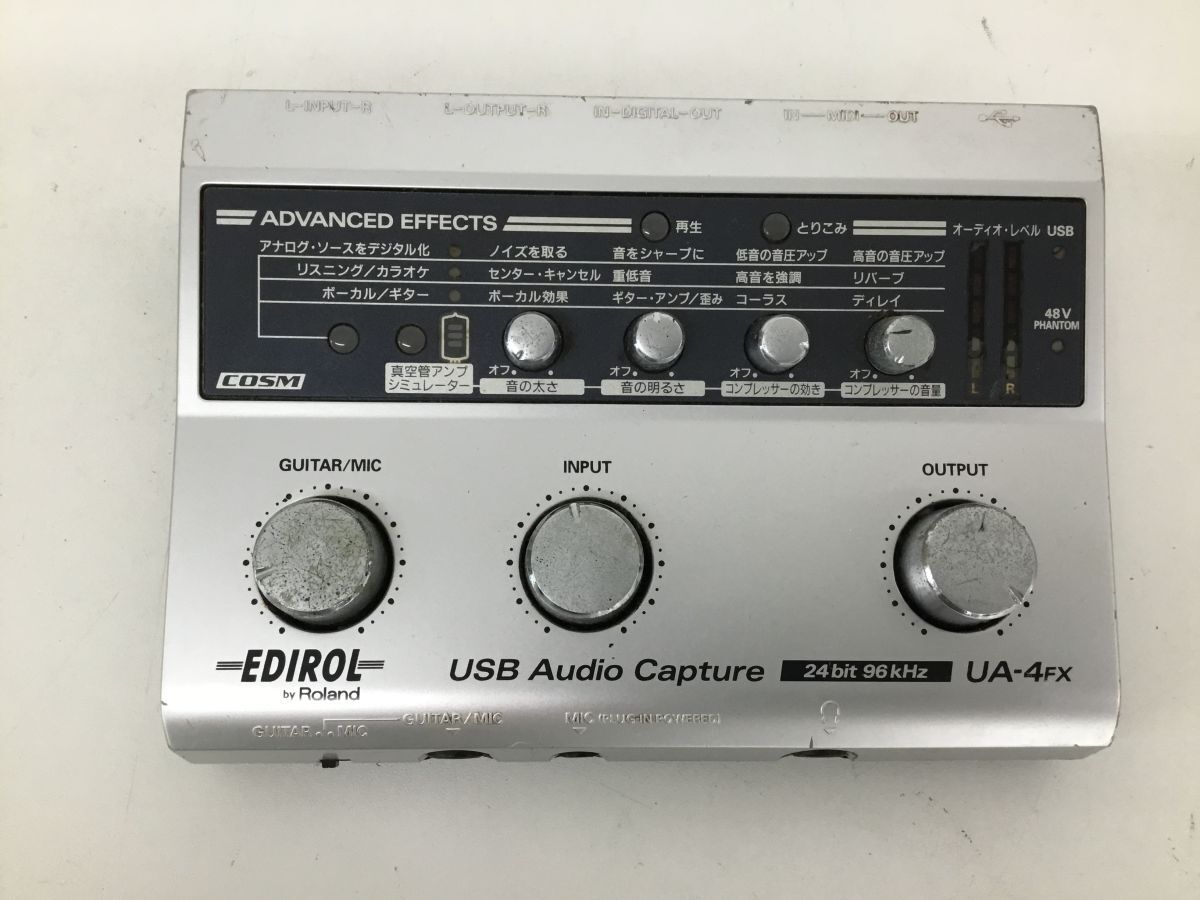 L-INPUT-R L-OUTPUT-R IN-DIGITAL-OUT IN-MIDI-OUT
ADVANCED EFFECTS 再生 とりこみ オーディオ・レベル USB
アナログ・ソースをデジタル化 ノイズを取る 音をシャープに 低音の音圧アップ 高音の音圧アップ
リスニング/カラオケ センター・キャンセル 重低音 高音を強調 リバーブ
ボーカル/ギター ボーカル効果 ギター・アンプ/歪み コーラス ディレイ
48V
PHANTOM
オフ オフ オフ オフ
COSM 真空管アンプ
シミュレーター 音の太さ 音の明るさ コンプレッサーの効き コンプレッサーの音量 L R
GUITAR/MIC INPUT OUTPUT
EDIROL
by Roland
USB Audio Capture 24bit 96kHz UA-4FX
GUITAR MIC GUITAR/MIC MIC (PLUG-IN POWERED)